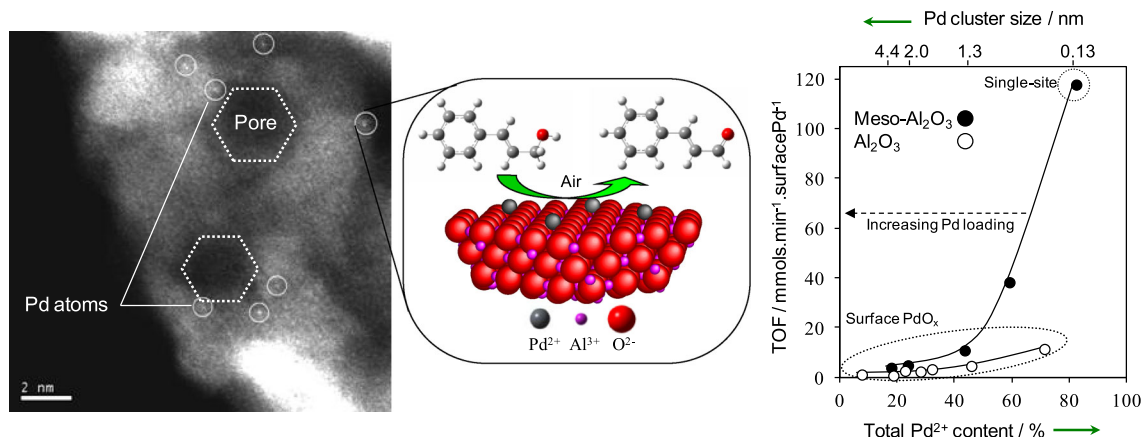 Pore
Pd atoms
2 nm
Air
Pd²⁺ Al³⁺ O²⁻
Pd cluster size / nm
4.4 2.0 1.3 0.13
120
100
80
60
40
20
0
Single-site
Meso-Al₂O₃
Al₂O₃
Increasing Pd loading
Surface PdOₓ
TOF / mmols.min⁻¹.surfacePd⁻¹
0 20 40 60 80 100
Total Pd²⁺ content / %